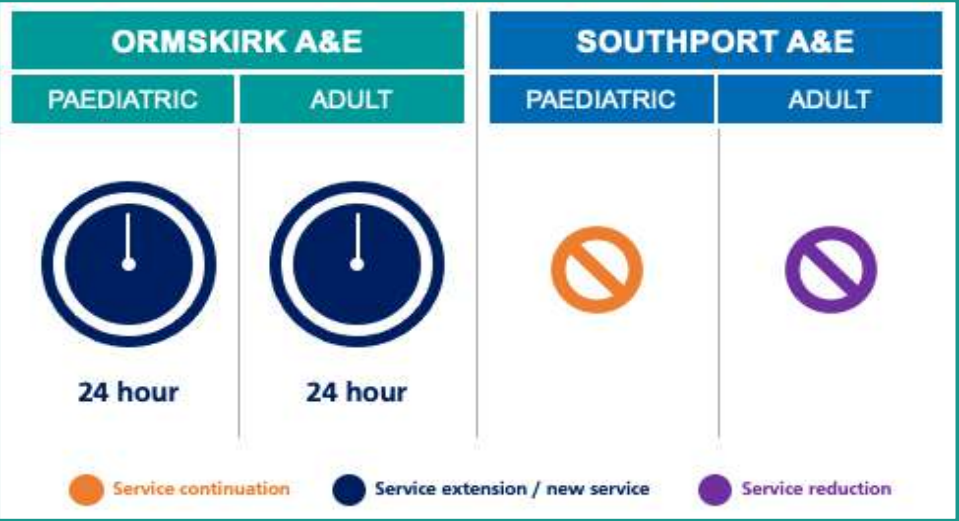 ORMSKIRK A&E
SOUTHPORT A&E
PAEDIATRIC
ADULT
PAEDIATRIC
ADULT
24 hour
24 hour
Service continuation
Service extension / new service
Service reduction